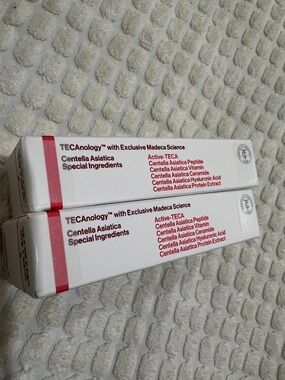 TECAnology™ with Exclusive Madeca Science
Centella Asiatica
Special Ingredients
Active-TECA
Centella Asiatica Peptide
Centella Asiatica Vitamin
Centella Asiatica Ceramide
Centella Asiatica Hyaluronic Acid
Centella Asiatica Protein Extract
TECAnology™ with Exclusive Madeca Science
Centella Asiatica
Special Ingredients
Active-TECA
Centella Asiatica Peptide
Centella Asiatica Vitamin
Centella Asiatica Ceramide
Centella Asiatica Hyaluronic Acid
Centella Asiatica Protein Extract